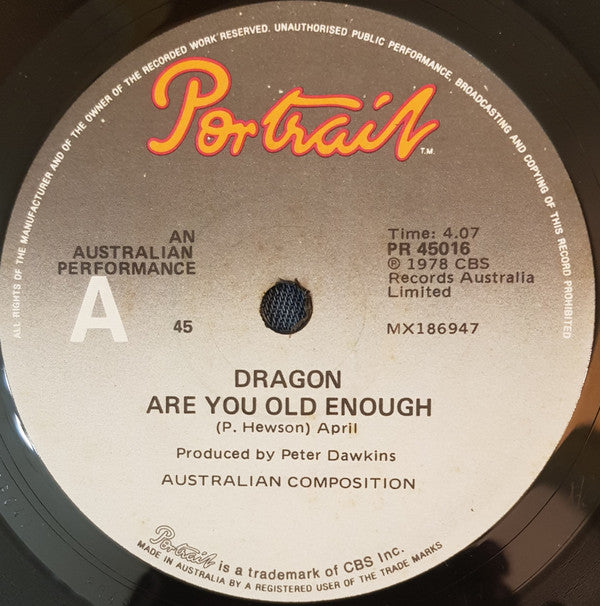 ALL RIGHTS OF THE MANUFACTURER AND OF THE OWNER OF THE RECORDED WORK RESERVED. UNAUTHORISED PUBLIC PERFORMANCE, BROADCASTING AND COPYING OF THIS RECORD PROHIBITED
Portrait
T.M.
AN
AUSTRALIAN
PERFORMANCE
A
45
Time: 4.07
PR 45016
℗ 1978 CBS
Records Australia
Limited
MX186947
DRAGON
ARE YOU OLD ENOUGH
(P. Hewson) April
Produced by Peter Dawkins
AUSTRALIAN COMPOSITION
Portrait is a trademark of CBS Inc.
MADE IN AUSTRALIA BY A REGISTERED USER OF THE TRADE MARKS